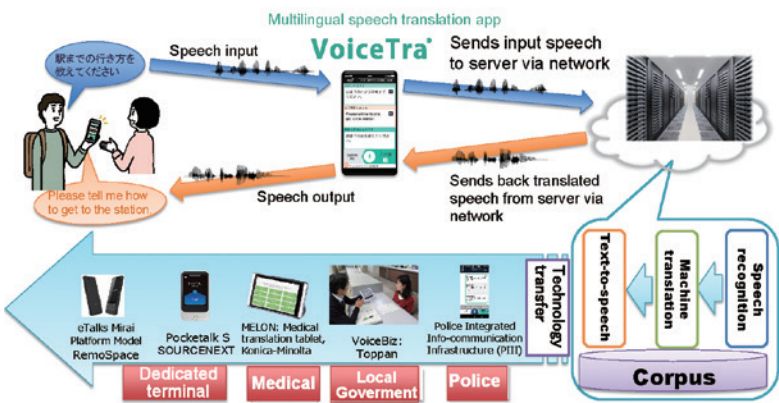 Multilingual speech translation app
VoiceTra
駅までの行き方を
教えてください
Speech input
Sends input speech
to server via network
Please tell me how
to get to the station.
Speech output
Sends back translated
speech from server via
network
eTalks Mirai
Platform Model
RemoSpace
Pocketalk S
SOURCENEXT
MELON: Medical
translation tablet,
Konica-Minolta
VoiceBiz:
Toppan
Police Integrated
Info-communication
Infrastructure (PIII)
Technology
transfer
Text-to-speech
Machine
translation
Speech
recognition
Corpus
Dedicated
terminal
Medical
Local
Goverment
Police